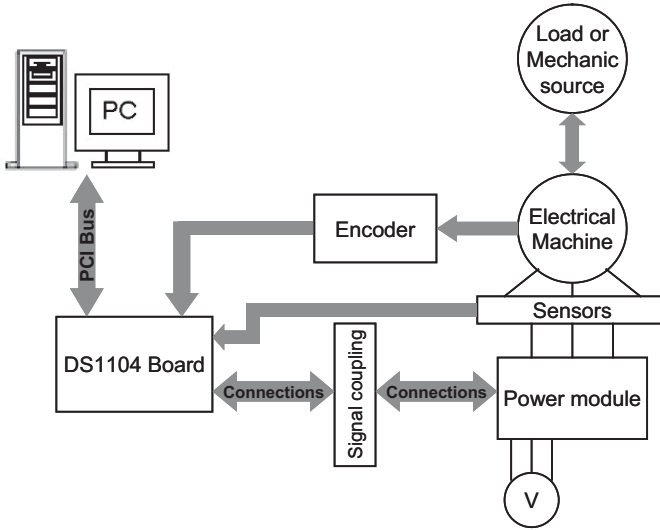 Load or
Mechanic
source
PC
PCI Bus
Encoder
Electrical
Machine
Sensors
DS1104 Board
Connections
Signal coupling
Connections
Power module
V